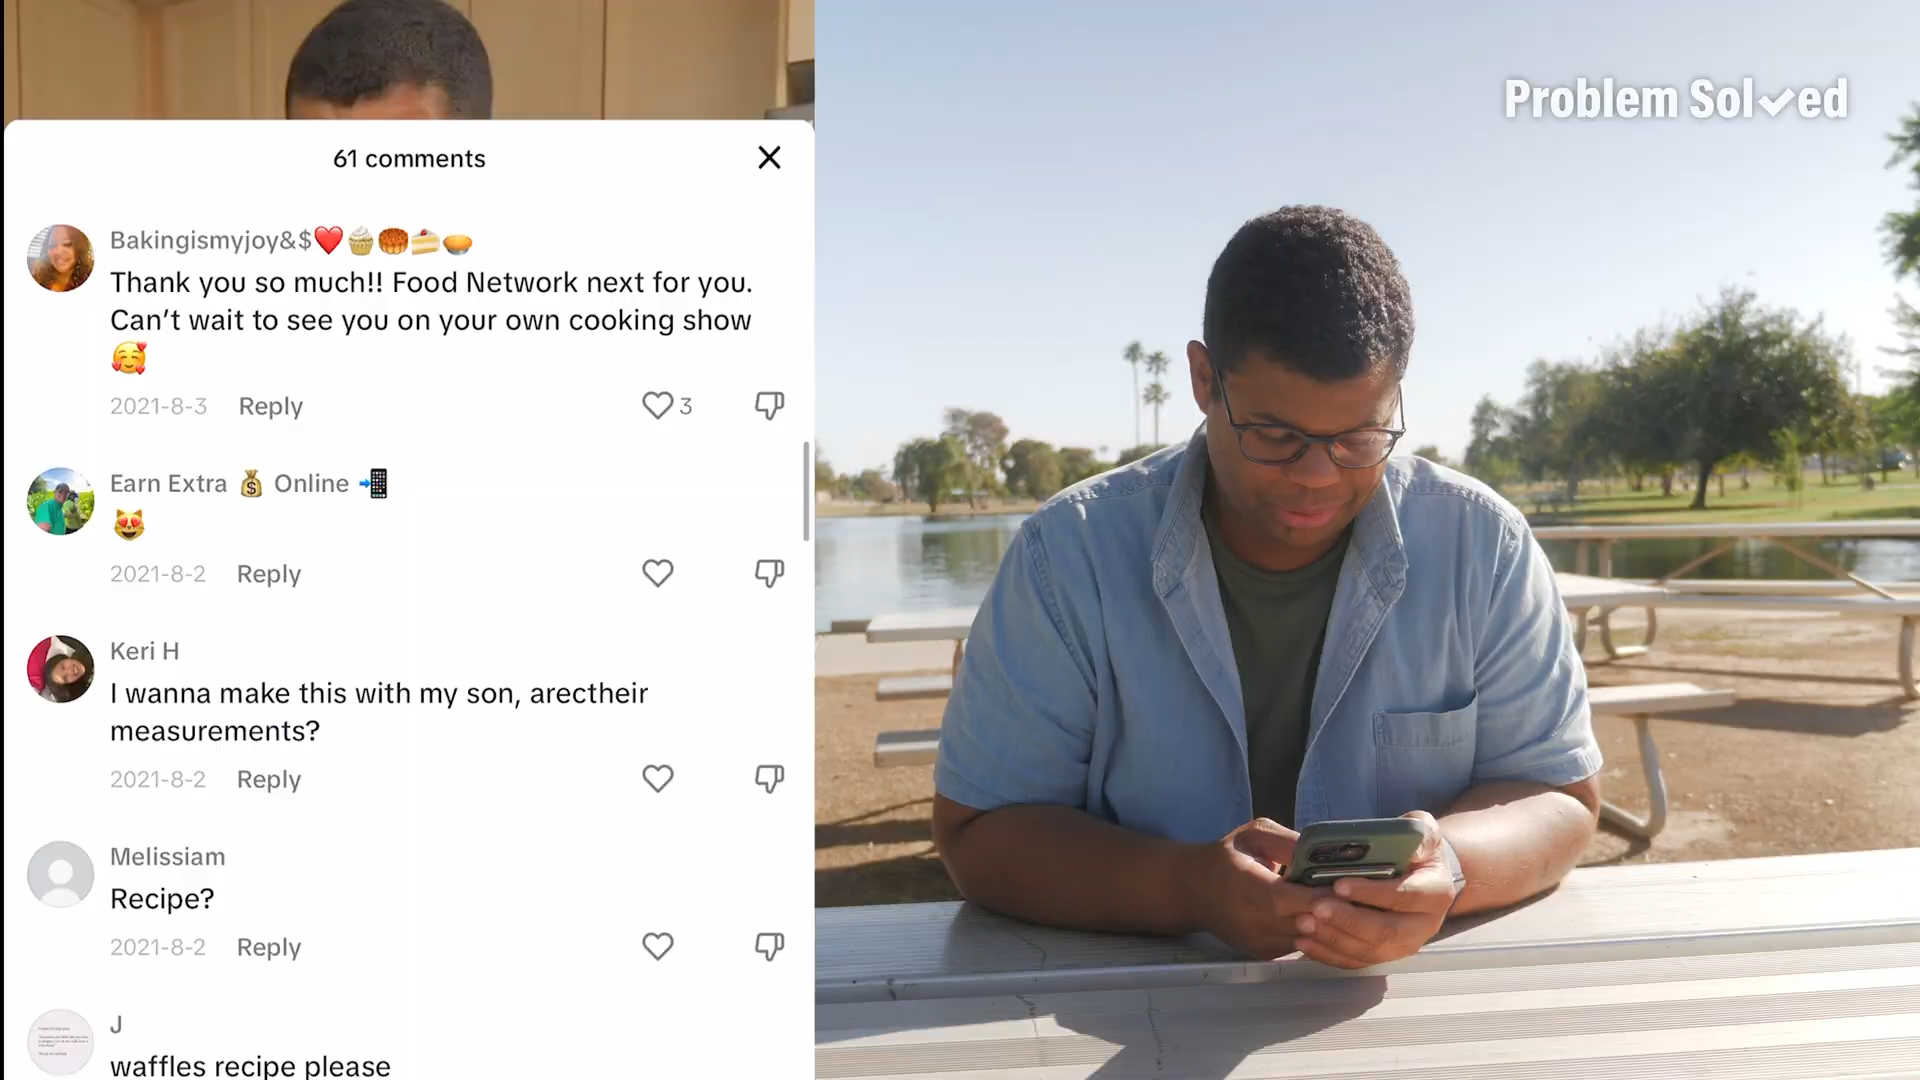 Problem Solved
61 comments
Bakingismyjoy&$❤️🧁🥮🍰🥧
Thank you so much!! Food Network next for you.
Can't wait to see you on your own cooking show
🥰
2021-8-3 Reply 3
Earn Extra 💰 Online 📲
😻
2021-8-2 Reply
Keri H
I wanna make this with my son, arectheir
measurements?
2021-8-2 Reply
Melissiam
Recipe?
2021-8-2 Reply
J
waffles recipe please